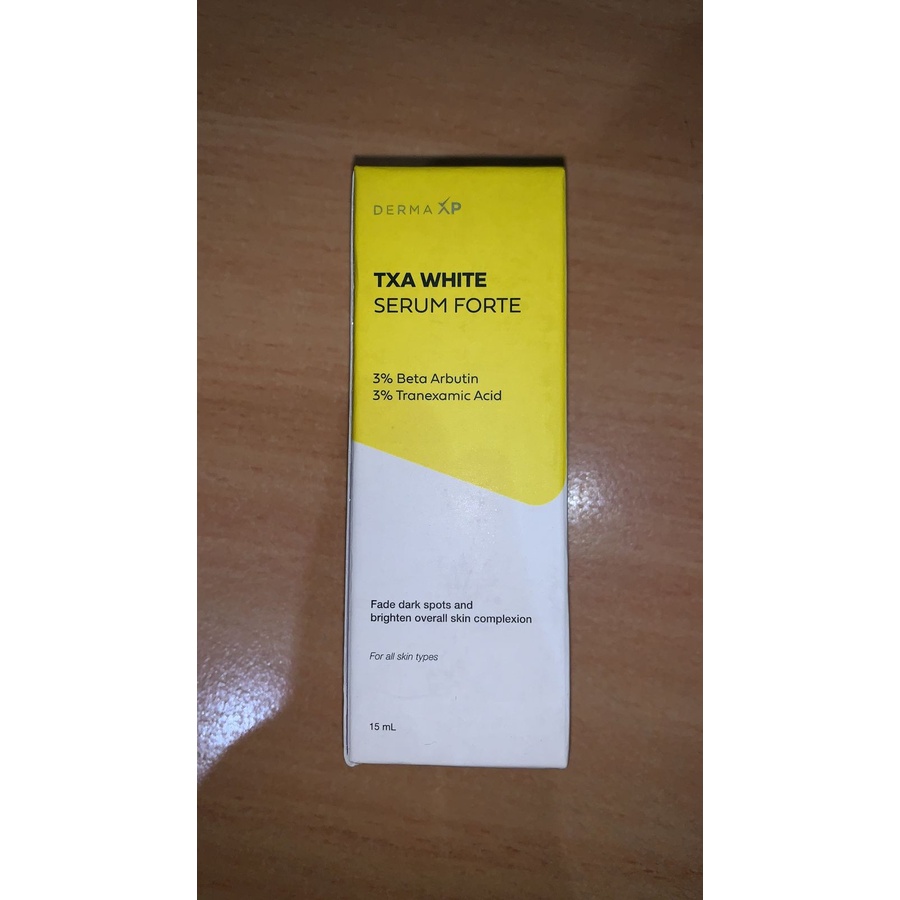 DERMA XP
TXA WHITE
SERUM FORTE
3% Beta Arbutin
3% Tranexamic Acid
Fade dark spots and
brighten overall skin complexion
For all skin types
15 mL